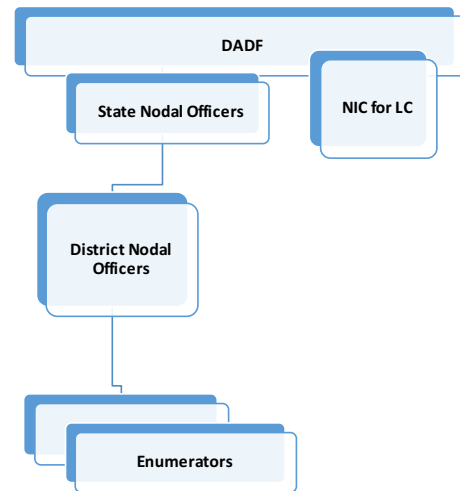 DADF
State Nodal Officers
NIC for LC
District Nodal
Officers
Enumerators